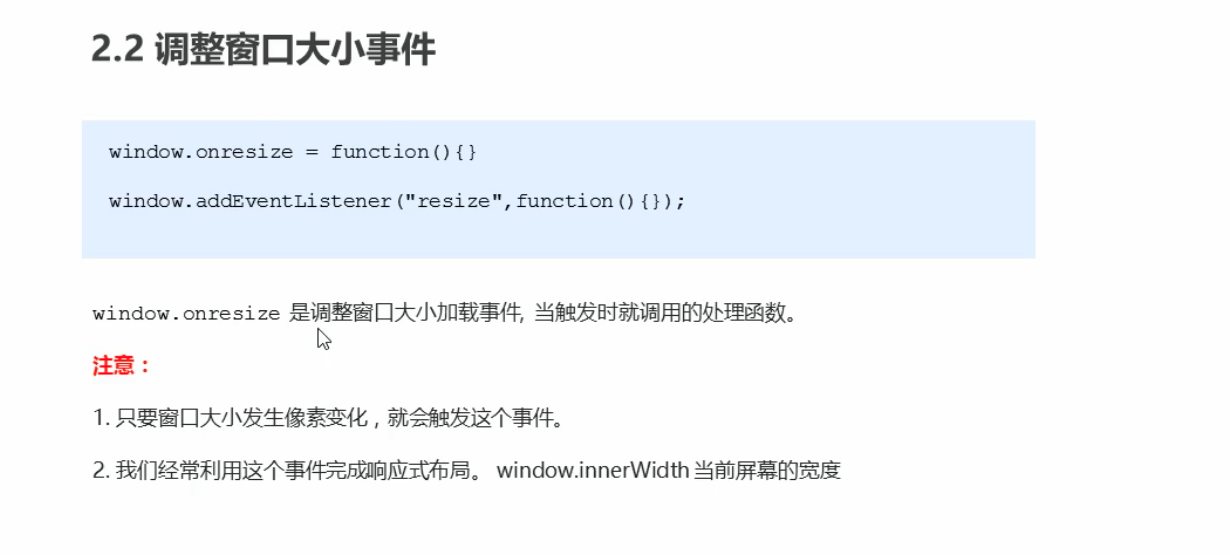 2.2 调整窗口大小事件
window.onresize = function(){}
window.addEventListener("resize",function(){});
window.onresize 是调整窗口大小加载事件, 当触发时就调用的处理函数。
注意：
1. 只要窗口大小发生像素变化，就会触发这个事件。
2. 我们经常利用这个事件完成响应式布局。 window.innerWidth 当前屏幕的宽度